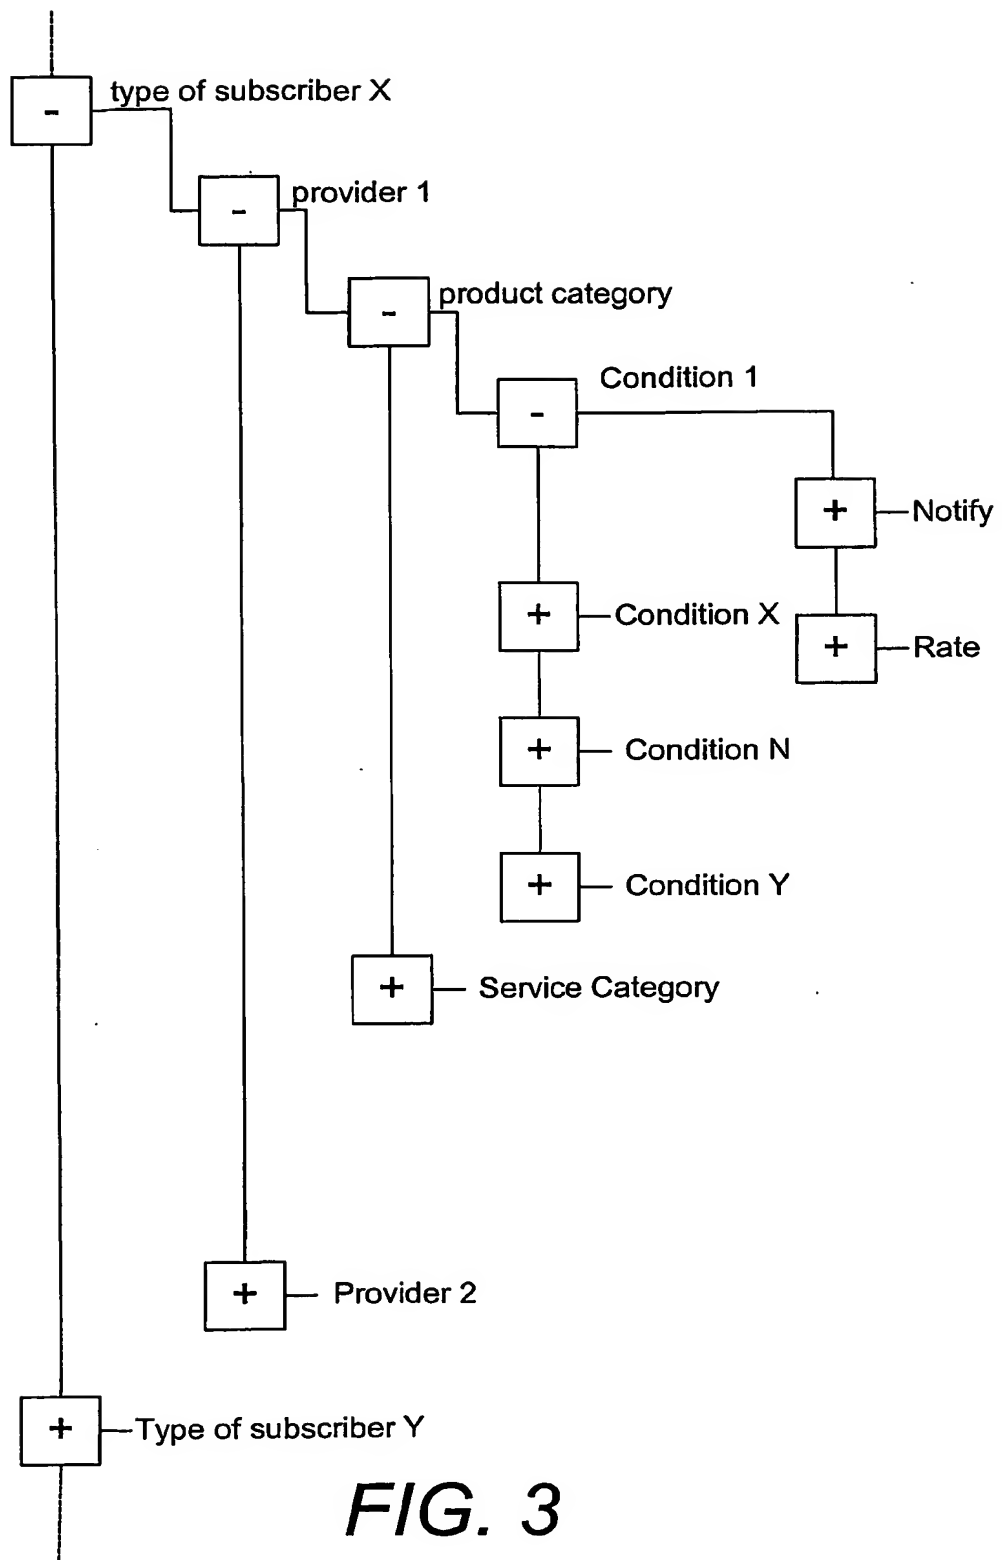 - type of subscriber X
- provider 1
- product category
- Condition 1
+ Notify
+ Condition X
+ Rate
+ Condition N
+ Condition Y
+ Service Category
+ Provider 2
+ Type of subscriber Y
FIG. 3